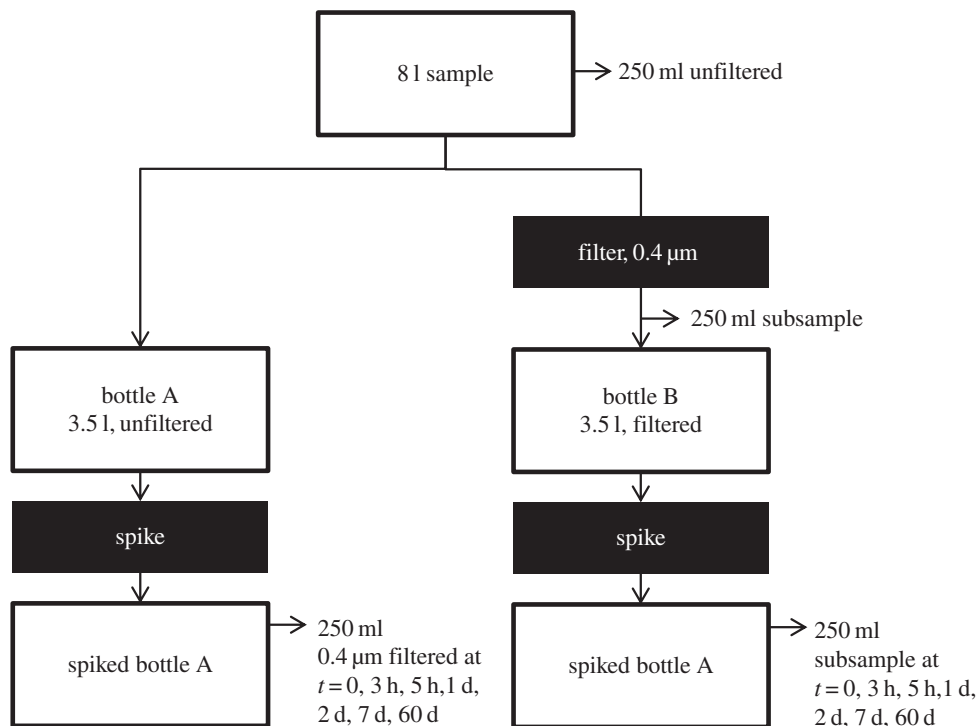 8 l sample
250 ml unfiltered
filter, 0.4 µm
250 ml subsample
bottle A
3.5 l, unfiltered
bottle B
3.5 l, filtered
spike
spike
spiked bottle A
250 ml
0.4 µm filtered at
t = 0, 3 h, 5 h,1 d,
2 d, 7 d, 60 d
spiked bottle A
250 ml
subsample at
t = 0, 3 h, 5 h,1 d,
2 d, 7 d, 60 d